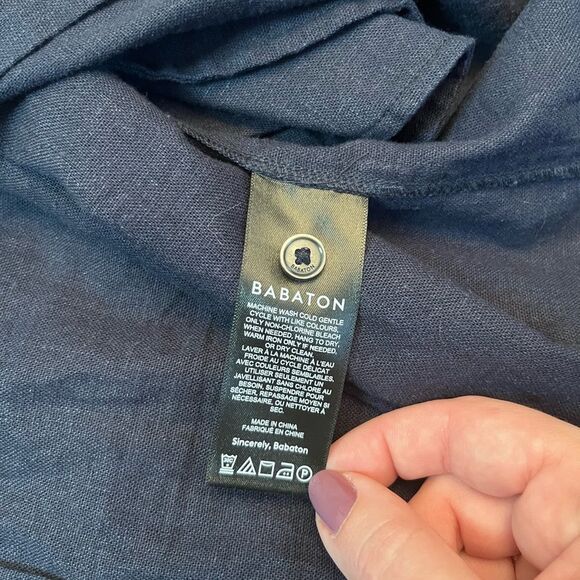 BABATON
BABATON
MACHINE WASH COLD GENTLE
CYCLE WITH LIKE COLOURS,
ONLY NON-CHLORINE BLEACH
WHEN NEEDED, HANG TO DRY,
WARM IRON ONLY IF NEEDED,
OR DRY CLEAN.
LAVER À LA MACHINE À L'EAU
FROIDE AU CYCLE DÉLICAT
AVEC COULEURS SEMBLABLES,
UTILISER SEULEMENT UN
JAVELLISANT SANS CHLORE AU
BESOIN, SUSPENDRE POUR
SÉCHER, REPASSAGE MOYEN SI
NÉCESSAIRE, OU NETTOYER À
SEC.
MADE IN CHINA
FABRIQUÉ EN CHINE
Sincerely, Babaton
30C P